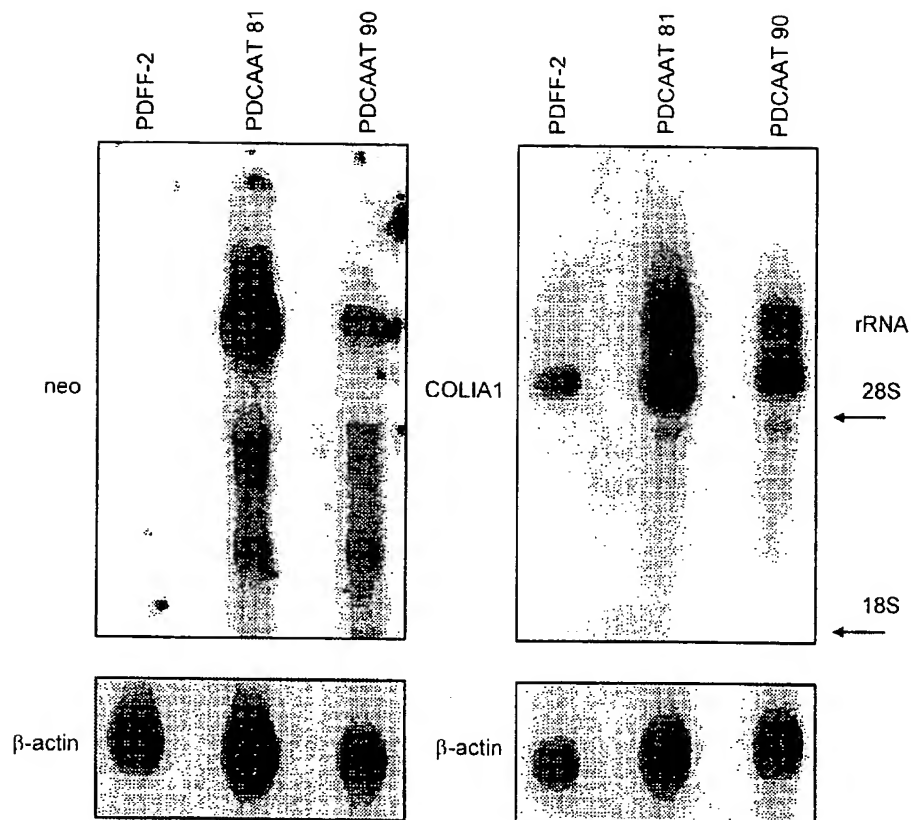 PDFF-2
PDCAAT 81
PDCAAT 90
PDFF-2
PDCAAT 81
PDCAAT 90
neo
COLIA1
rRNA
28S
18S
β-actin
β-actin